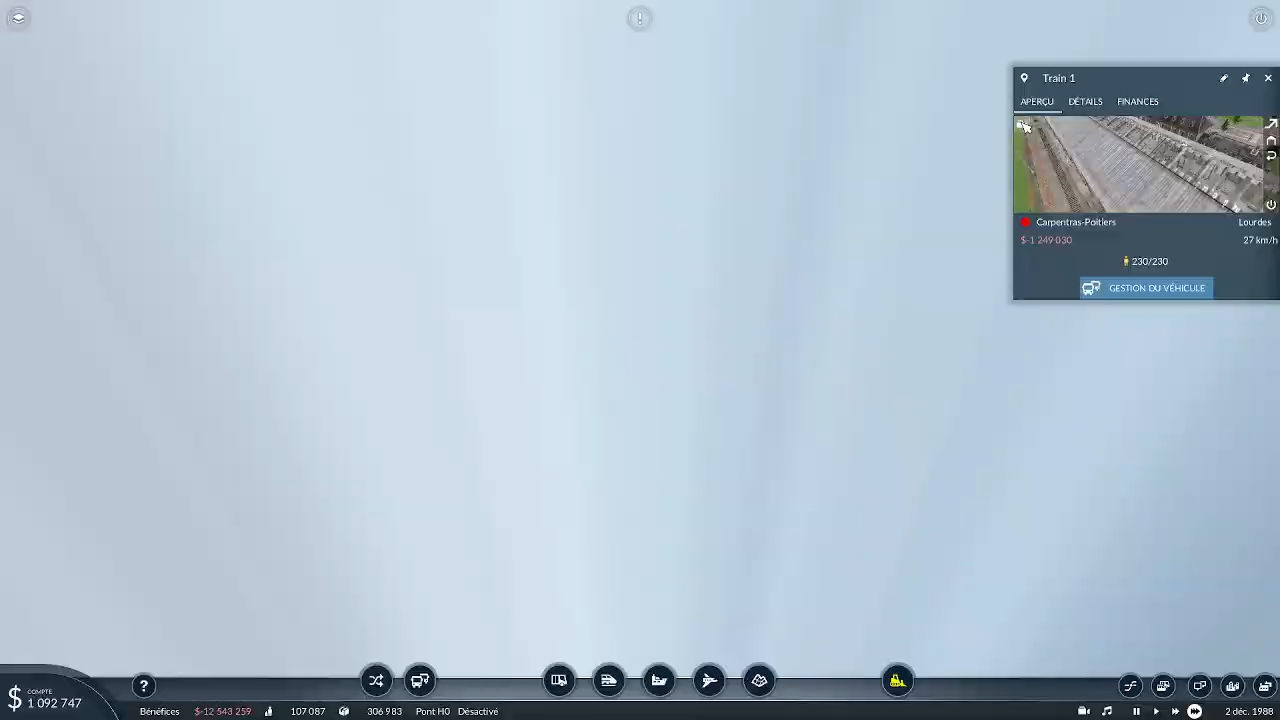 Train 1
APERÇU DÉTAILS FINANCES
Carpentras-Poitiers Lourdes
$-1 249 030 27 km/h
230/230
GESTION DU VÉHICULE
$ COMPTE
1 092 747
?
Bénéfices $-12 543 259 107 087 306 983 Pont H0 Désactivé 2 déc. 1988